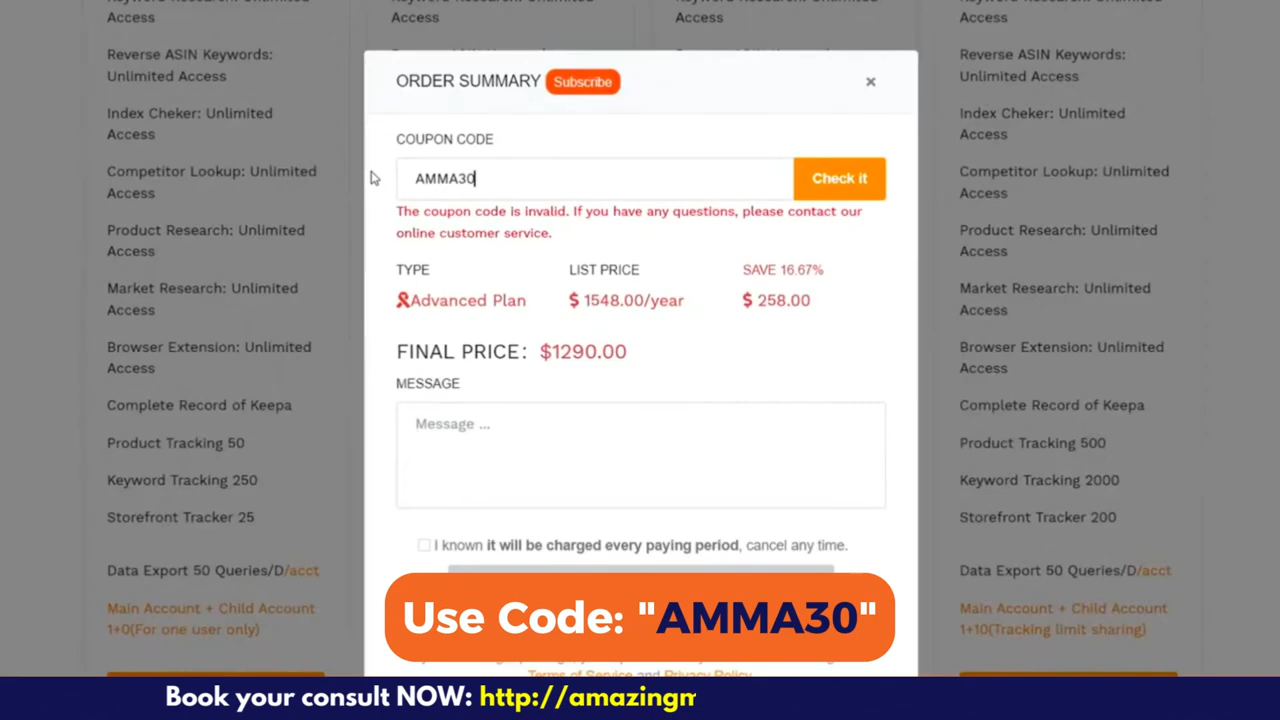 Access
Access
Access
Access
Reverse ASIN Keywords:
Unlimited Access
Index Cheker: Unlimited
Access
Competitor Lookup: Unlimited
Access
Product Research: Unlimited
Access
Market Research: Unlimited
Access
Browser Extension: Unlimited
Access
Complete Record of Keepa
Product Tracking 50
Keyword Tracking 250
Storefront Tracker 25
Data Export 50 Queries/D/acct
Main Account + Child Account
1+0(For one user only)
ORDER SUMMARY Subscribe ×
COUPON CODE
AMMA30 Check it
The coupon code is invalid. If you have any questions, please contact our
online customer service.
TYPE LIST PRICE SAVE 16.67%
Advanced Plan $ 1548.00/year $ 258.00
FINAL PRICE: $1290.00
MESSAGE
Message ...
I known it will be charged every paying period, cancel any time.
Use Code: "AMMA30"
Terms of Service and Privacy Policy
Reverse ASIN Keywords:
Unlimited Access
Index Cheker: Unlimited
Access
Competitor Lookup: Unlimited
Access
Product Research: Unlimited
Access
Market Research: Unlimited
Access
Browser Extension: Unlimited
Access
Complete Record of Keepa
Product Tracking 500
Keyword Tracking 2000
Storefront Tracker 200
Data Export 50 Queries/D/acct
Main Account + Child Account
1+10(Tracking limit sharing)
Book your consult NOW: http://amazingm